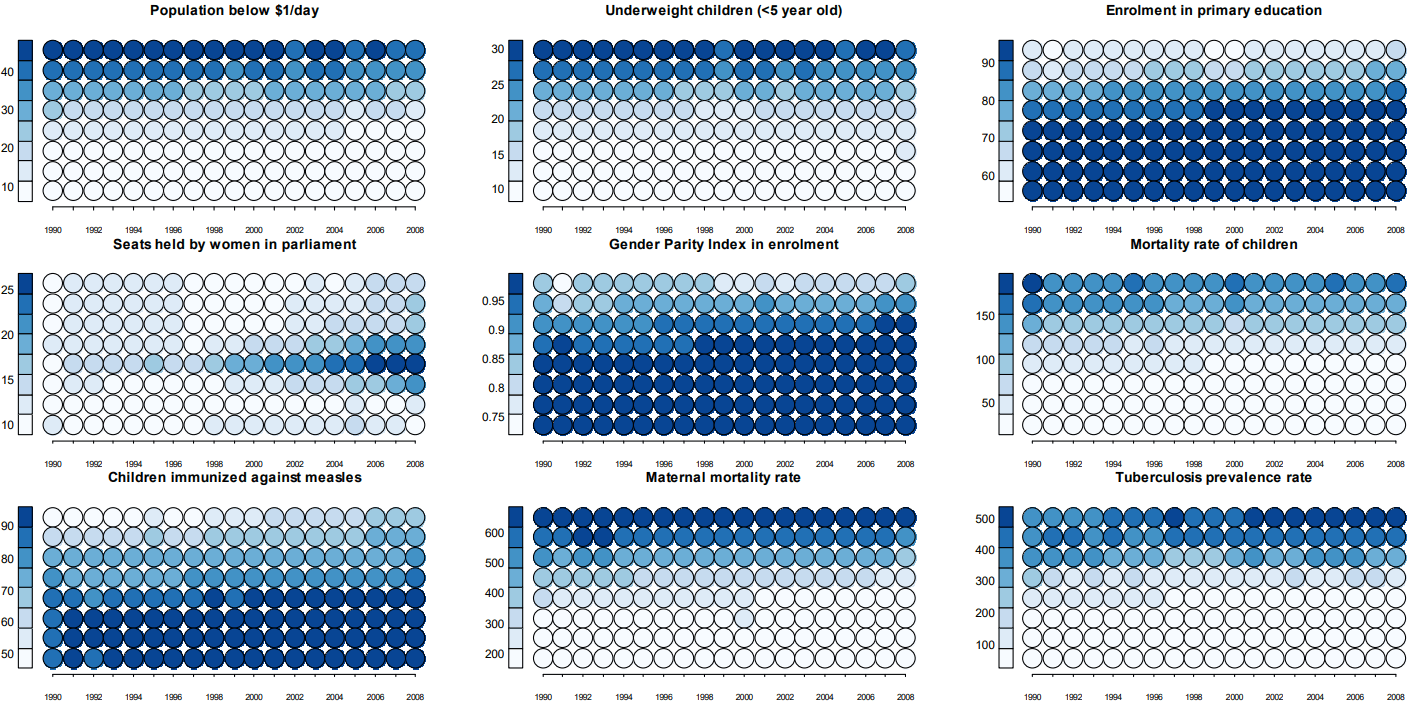 Population below $1/day
40
30
20
10
1990 1992 1994 1996 1998 2000 2002 2004 2006 2008
Underweight children (<5 year old)
30
25
20
15
10
1990 1992 1994 1996 1998 2000 2002 2004 2006 2008
Enrolment in primary education
90
80
70
60
1990 1992 1994 1996 1998 2000 2002 2004 2006 2008
Seats held by women in parliament
25
20
15
10
1990 1992 1994 1996 1998 2000 2002 2004 2006 2008
Gender Parity Index in enrolment
0.95
0.9
0.85
0.8
0.75
1990 1992 1994 1996 1998 2000 2002 2004 2006 2008
Mortality rate of children
150
100
50
1990 1992 1994 1996 1998 2000 2002 2004 2006 2008
Children immunized against measles
90
80
70
60
50
1990 1992 1994 1996 1998 2000 2002 2004 2006 2008
Maternal mortality rate
600
500
400
300
200
1990 1992 1994 1996 1998 2000 2002 2004 2006 2008
Tuberculosis prevalence rate
500
400
300
200
100
1990 1992 1994 1996 1998 2000 2002 2004 2006 2008